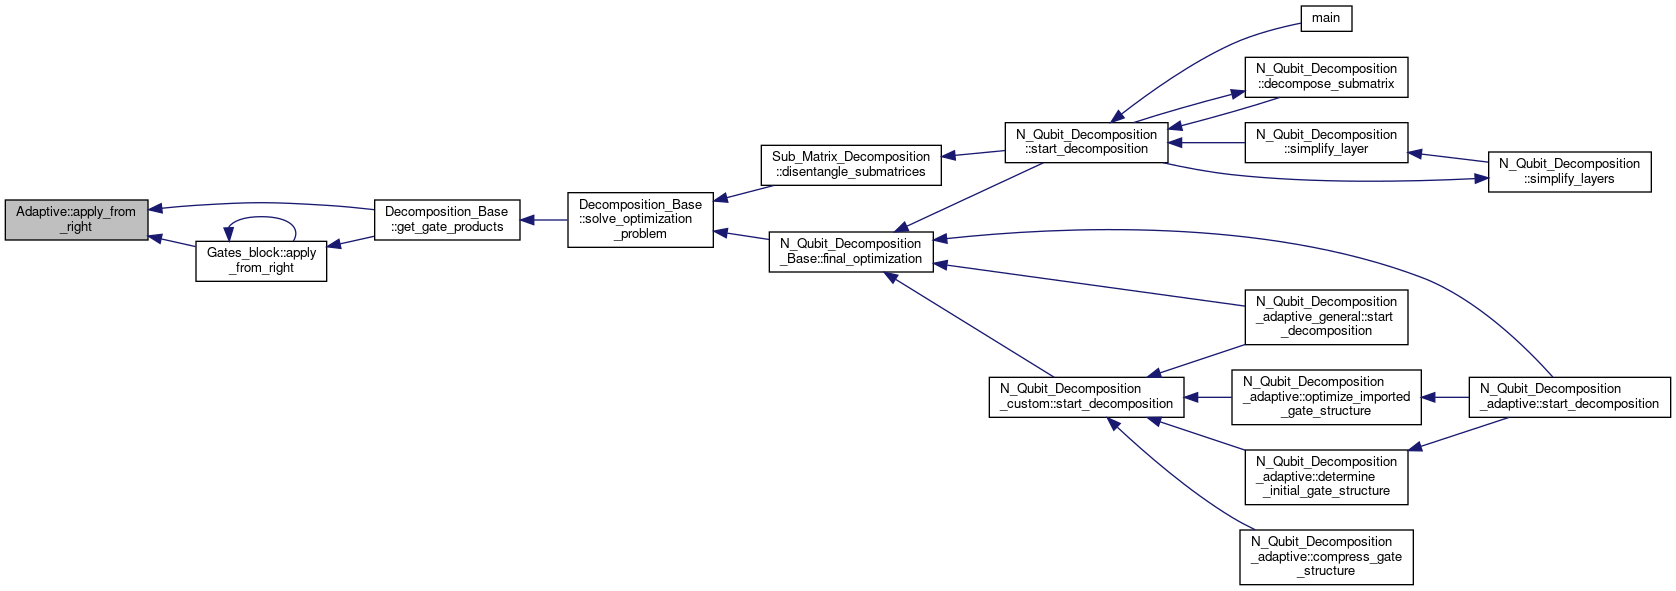 Adaptive::apply_from
_right
Gates_block::apply
_from_right
Decomposition_Base
::get_gate_products
Decomposition_Base
::solve_optimization
_problem
Sub_Matrix_Decomposition
::disentangle_submatrices
N_Qubit_Decomposition
_Base::final_optimization
N_Qubit_Decomposition
::start_decomposition
main
N_Qubit_Decomposition
::decompose_submatrix
N_Qubit_Decomposition
::simplify_layer
N_Qubit_Decomposition
::simplify_layers
N_Qubit_Decomposition
_adaptive_general::start
_decomposition
N_Qubit_Decomposition
_custom::start_decomposition
N_Qubit_Decomposition
_adaptive::optimize_imported
_gate_structure
N_Qubit_Decomposition
_adaptive::start_decomposition
N_Qubit_Decomposition
_adaptive::determine
_initial_gate_structure
N_Qubit_Decomposition
_adaptive::compress_gate
_structure